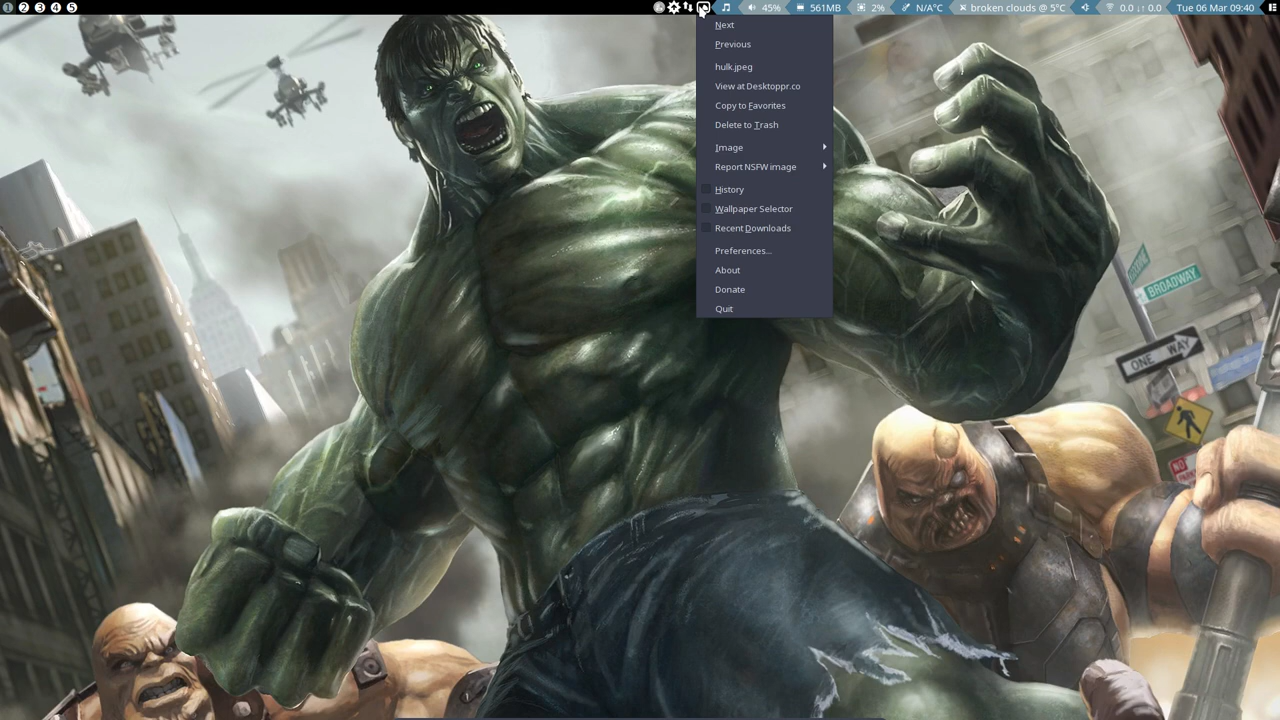 1 2 3 4 5
45% 561MB 2% N/A°C broken clouds @ 5°C 0.0 ↓↑ 0.0 Tue 06 Mar 09:40
Next
Previous
hulk.jpeg
View at Desktoppr.co
Copy to Favorites
Delete to Trash
Image
Report NSFW image
History
Wallpaper Selector
Recent Downloads
Preferences...
About
Donate
Quit
BROADWAY
ONE WAY
NO